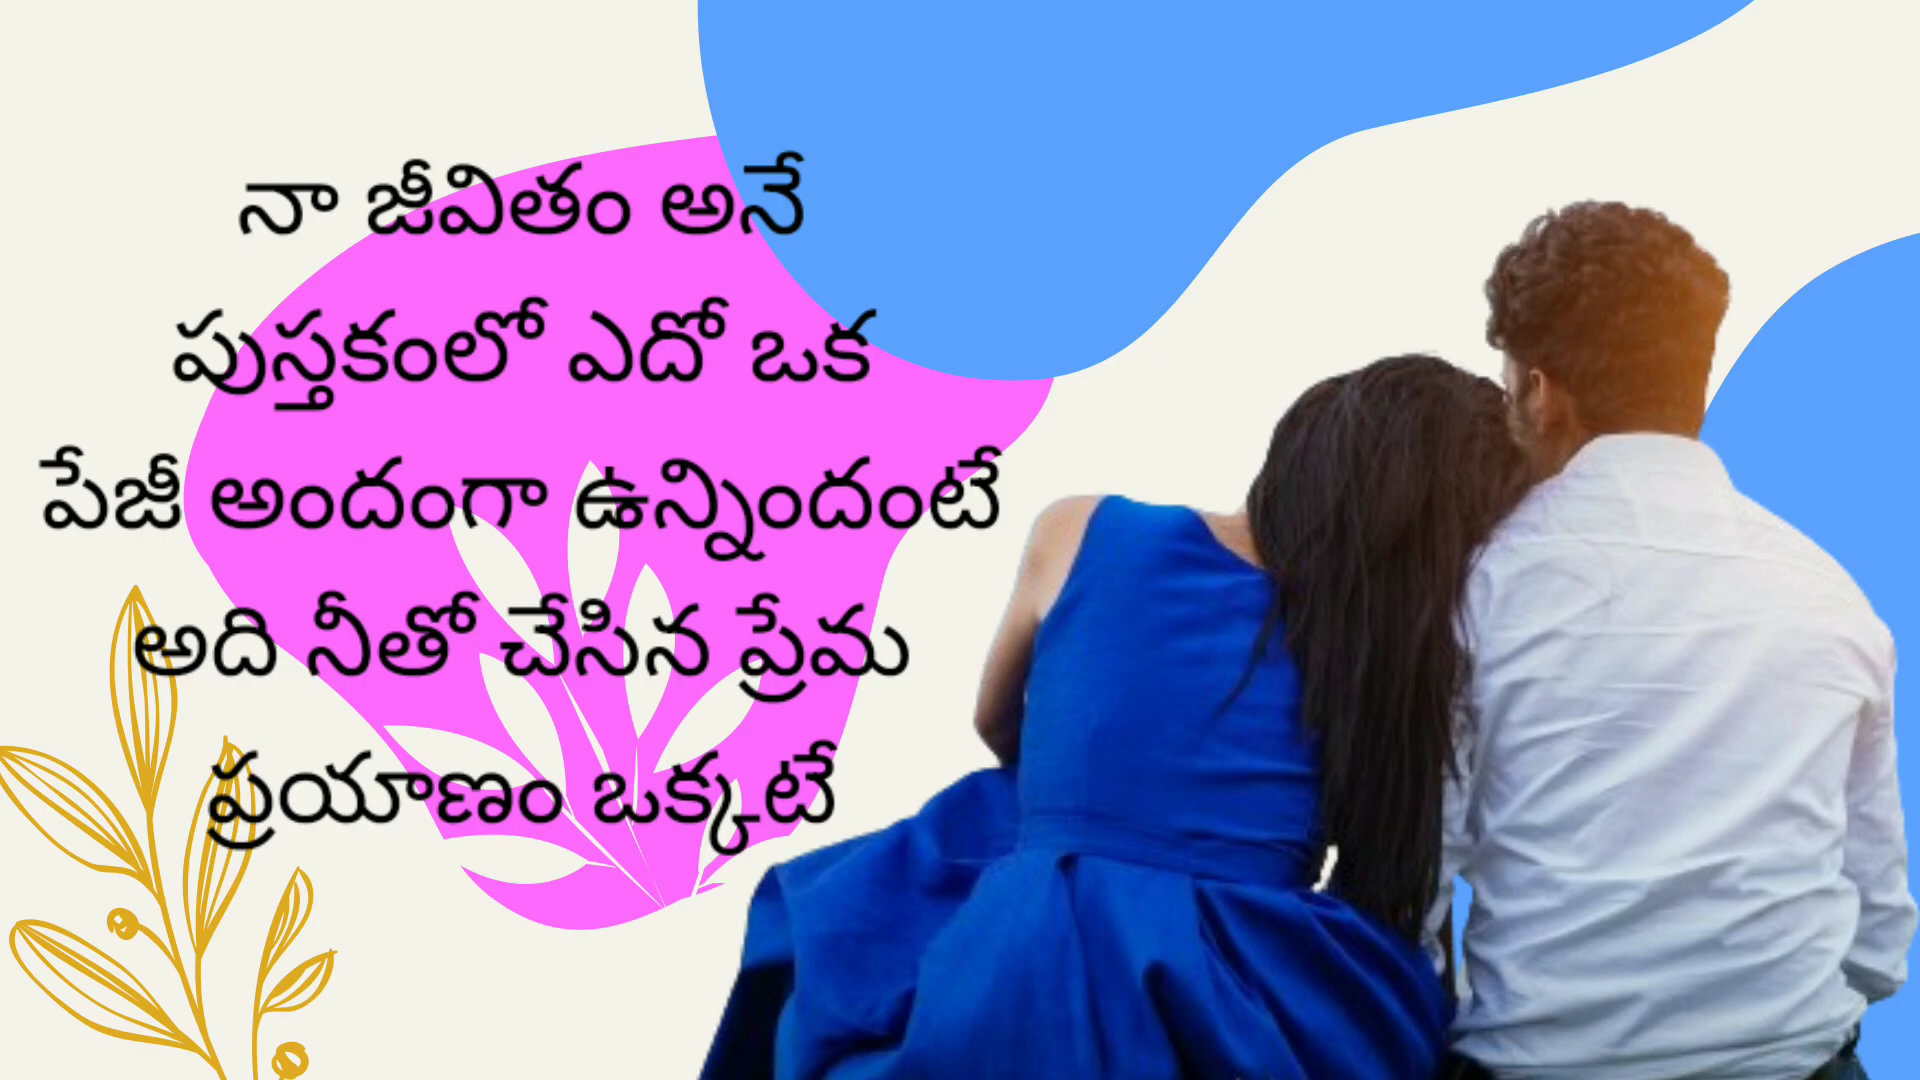 నా జీవితం అనే
పుస్తకంలో ఎదో ఒక
పేజీ అందంగా ఉన్నిందంటే
అది నీతో చేసిన ప్రేమ
ప్రయాణం ఒక్కటే